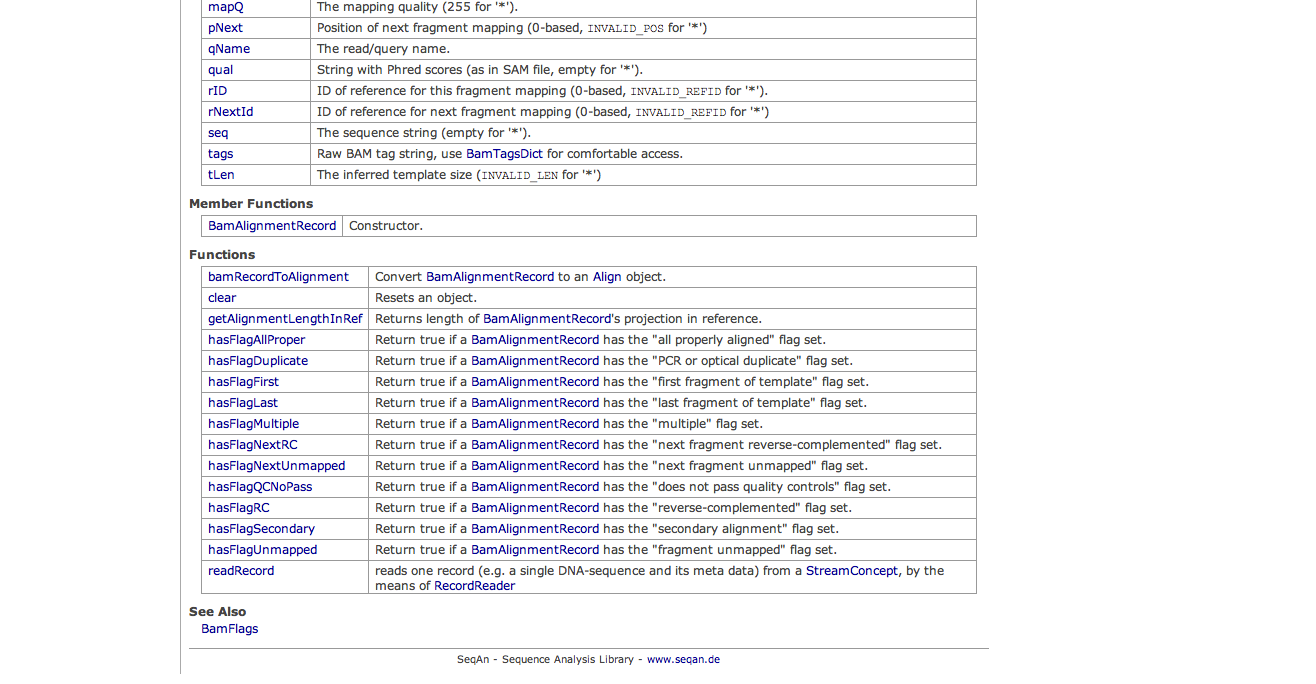 mapQ The mapping quality (255 for '*').
pNext Position of next fragment mapping (0-based, INVALID_POS for '*')
qName The read/query name.
qual String with Phred scores (as in SAM file, empty for '*').
rID ID of reference for this fragment mapping (0-based, INVALID_REFID for '*').
rNextId ID of reference for next fragment mapping (0-based, INVALID_REFID for '*')
seq The sequence string (empty for '*').
tags Raw BAM tag string, use BamTagsDict for comfortable access.
tLen The inferred template size (INVALID_LEN for '*')
Member Functions
BamAlignmentRecord Constructor.
Functions
bamRecordToAlignment Convert BamAlignmentRecord to an Align object.
clear Resets an object.
getAlignmentLengthInRef Returns length of BamAlignmentRecord's projection in reference.
hasFlagAllProper Return true if a BamAlignmentRecord has the "all properly aligned" flag set.
hasFlagDuplicate Return true if a BamAlignmentRecord has the "PCR or optical duplicate" flag set.
hasFlagFirst Return true if a BamAlignmentRecord has the "first fragment of template" flag set.
hasFlagLast Return true if a BamAlignmentRecord has the "last fragment of template" flag set.
hasFlagMultiple Return true if a BamAlignmentRecord has the "multiple" flag set.
hasFlagNextRC Return true if a BamAlignmentRecord has the "next fragment reverse-complemented" flag set.
hasFlagNextUnmapped Return true if a BamAlignmentRecord has the "next fragment unmapped" flag set.
hasFlagQCNoPass Return true if a BamAlignmentRecord has the "does not pass quality controls" flag set.
hasFlagRC Return true if a BamAlignmentRecord has the "reverse-complemented" flag set.
hasFlagSecondary Return true if a BamAlignmentRecord has the "secondary alignment" flag set.
hasFlagUnmapped Return true if a BamAlignmentRecord has the "fragment unmapped" flag set.
readRecord reads one record (e.g. a single DNA-sequence and its meta data) from a StreamConcept, by the
means of RecordReader
See Also
BamFlags
SeqAn - Sequence Analysis Library - www.seqan.de